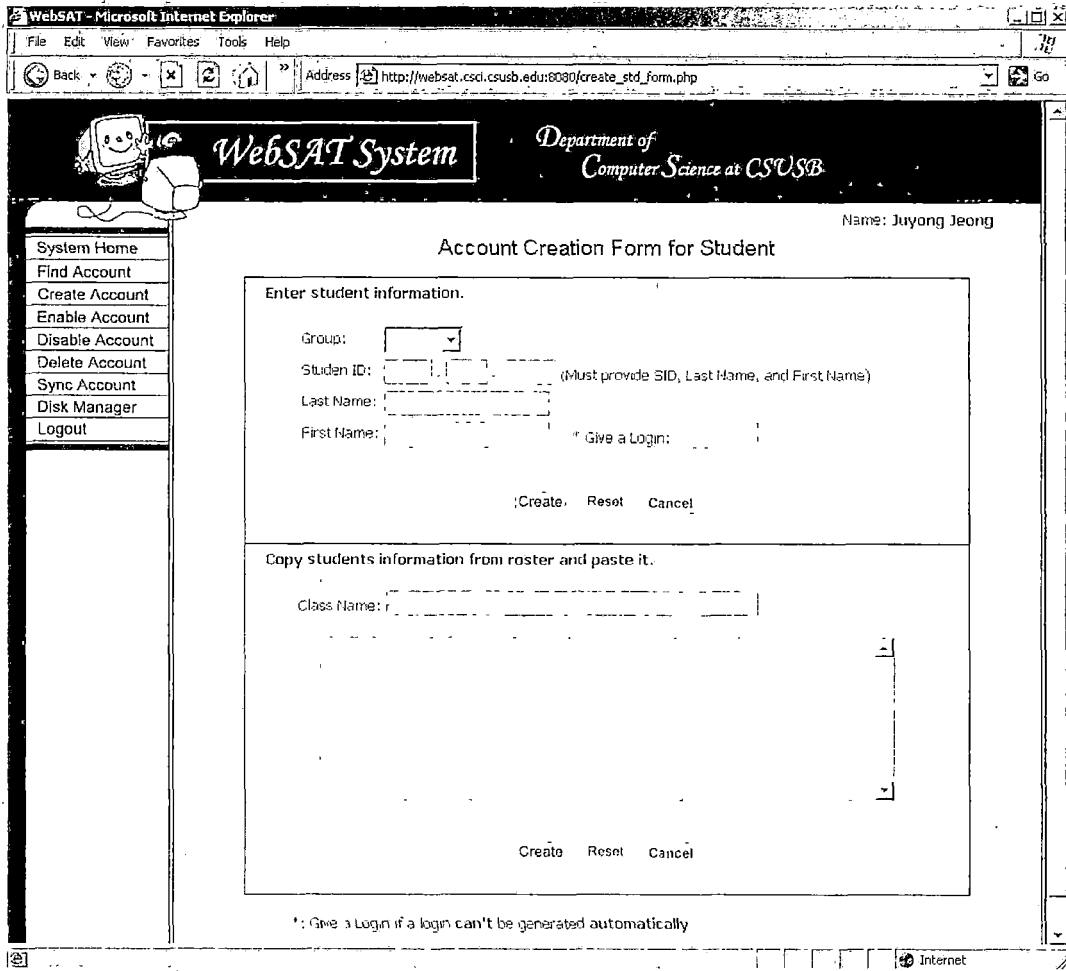 WebSAT - Microsoft Internet Explorer
File Edit View Favorites Tools Help
Back » Address http://websat.csci.csusb.edu:8080/create_std_form.php Go
WebSAT System
Department of
Computer Science at CSUSB
Name: Juyong Jeong
System Home
Find Account
Create Account
Enable Account
Disable Account
Delete Account
Sync Account
Disk Manager
Logout
Account Creation Form for Student
Enter student information.
Group:
Studen ID: - - (Must provide SID, Last Name, and First Name)
Last Name:
First Name: * Give a Login:
Create Reset Cancel
Copy students information from roster and paste it.
Class Name:
Create Reset Cancel
*: Give a Login if a login can't be generated automatically
Internet